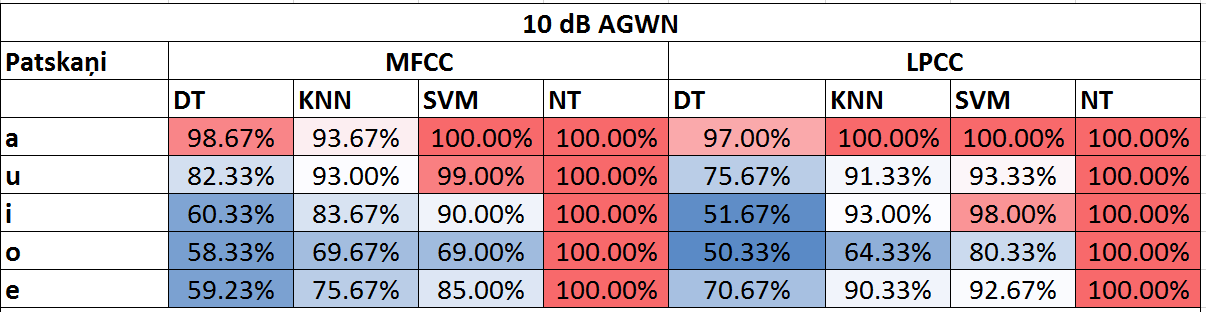 10 dB AGWN
Patskaņi MFCC LPCC
DT KNN SVM NT DT KNN SVM NT
a 98.67% 93.67% 100.00% 100.00% 97.00% 100.00% 100.00% 100.00%
u 82.33% 93.00% 99.00% 100.00% 75.67% 91.33% 93.33% 100.00%
i 60.33% 83.67% 90.00% 100.00% 51.67% 93.00% 98.00% 100.00%
o 58.33% 69.67% 69.00% 100.00% 50.33% 64.33% 80.33% 100.00%
e 59.23% 75.67% 85.00% 100.00% 70.67% 90.33% 92.67% 100.00%